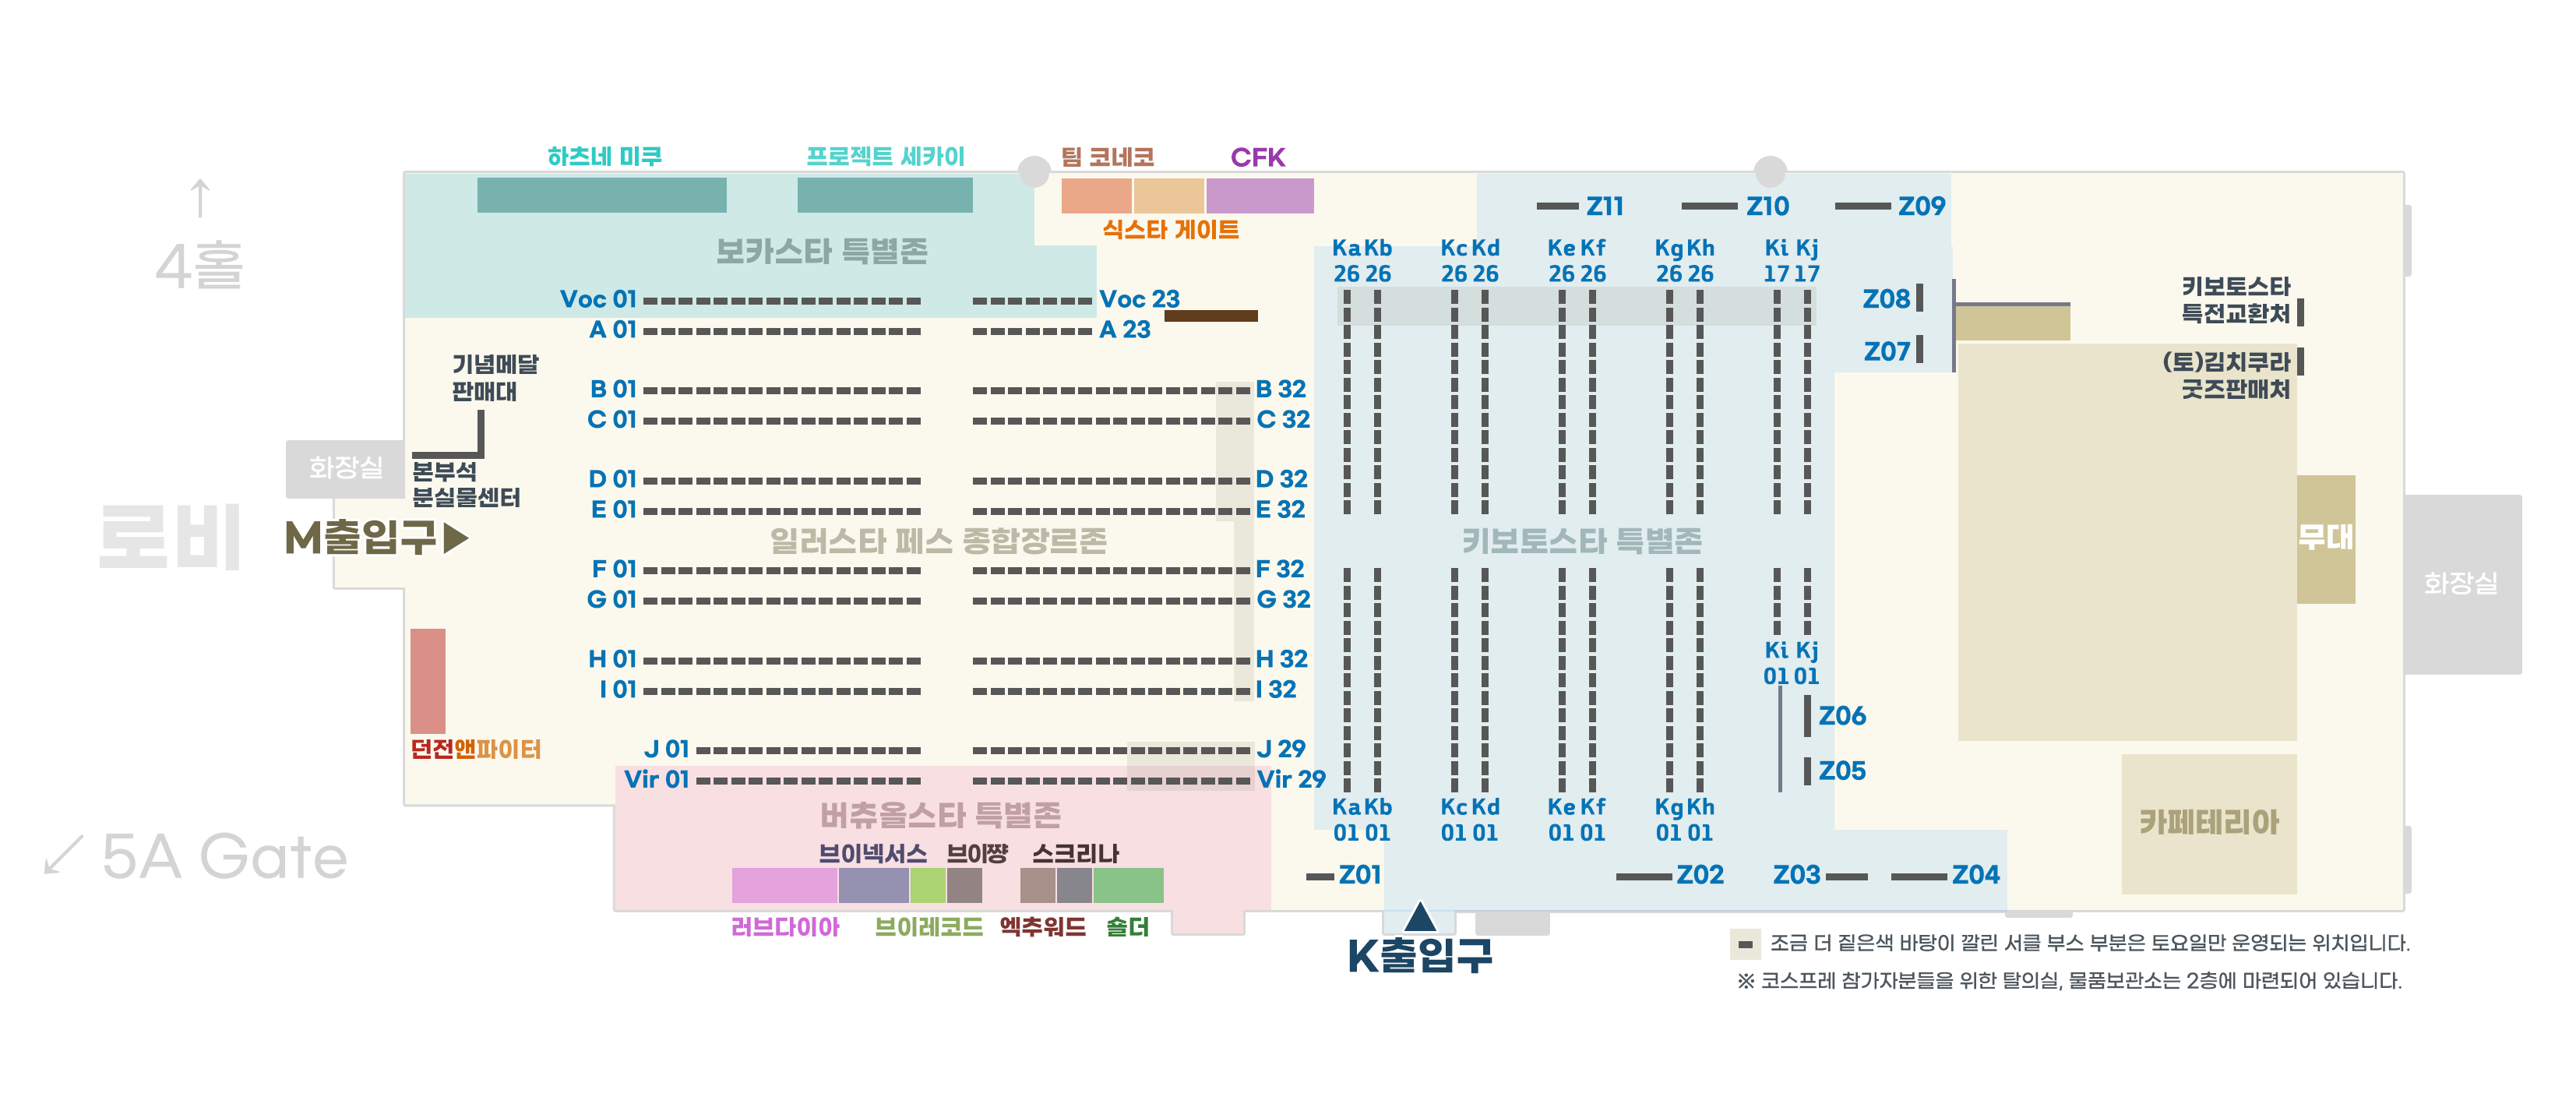 하츠네 미쿠
프로젝트 세카이
팀 코네코
CFK
식스타 게이트
↑
4홀
보카스타 특별존
Z11
Z10
Z09
Ka Kb
26 26
Kc Kd
26 26
Ke Kf
26 26
Kg Kh
26 26
Ki Kj
17 17
Voc 01
Voc 23
A 01
A 23
Z08
Z07
키보토스타
특전교환처
(토)김치쿠라
굿즈판매처
기념메달
판매대
B 01
B 32
C 01
C 32
화장실
본부석
분실물센터
D 01
D 32
E 01
E 32
로비
M출입구▶
일러스타 페스 종합장르존
키보토스타 특별존
무대
화장실
F 01
F 32
G 01
G 32
H 01
H 32
I 01
I 32
Ki Kj
01 01
Z06
Z05
던전앤파이터
J 01
J 29
Vir 01
Vir 29
버츄올스타 특별존
Ka Kb
01 01
Kc Kd
01 01
Ke Kf
01 01
Kg Kh
01 01
카페테리아
↙ 5A Gate
브이넥서스
브이쨩
스크리나
러브다이아
브이레코드
엑추워드
숄더
Z01
Z02
Z03
Z04
K출입구
조금 더 짙은색 바탕이 깔린 서클 부스 부분은 토요일만 운영되는 위치입니다.
※ 코스프레 참가자분들을 위한 탈의실, 물품보관소는 2층에 마련되어 있습니다.